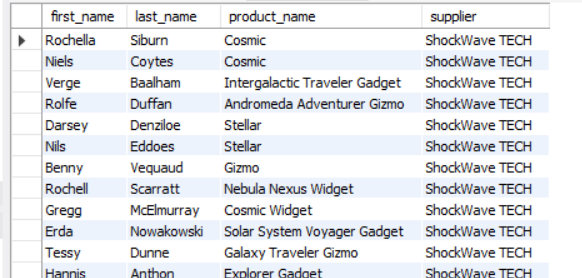 first_name last_name product_name supplier
Rochella Siburn Cosmic ShockWave TECH
Niels Coytes Cosmic ShockWave TECH
Verge Baalham Intergalactic Traveler Gadget ShockWave TECH
Rolfe Duffan Andromeda Adventurer Gizmo ShockWave TECH
Darsey Denziloe Stellar ShockWave TECH
Nils Eddoes Stellar ShockWave TECH
Benny Vequaud Gizmo ShockWave TECH
Rochell Scarratt Nebula Nexus Widget ShockWave TECH
Gregg McElmurray Cosmic Widget ShockWave TECH
Erda Nowakowski Solar System Voyager Gadget ShockWave TECH
Tessy Dunne Galaxy Traveler Gizmo ShockWave TECH
Hannis Anthon Explorer Gadget ShockWave TECH